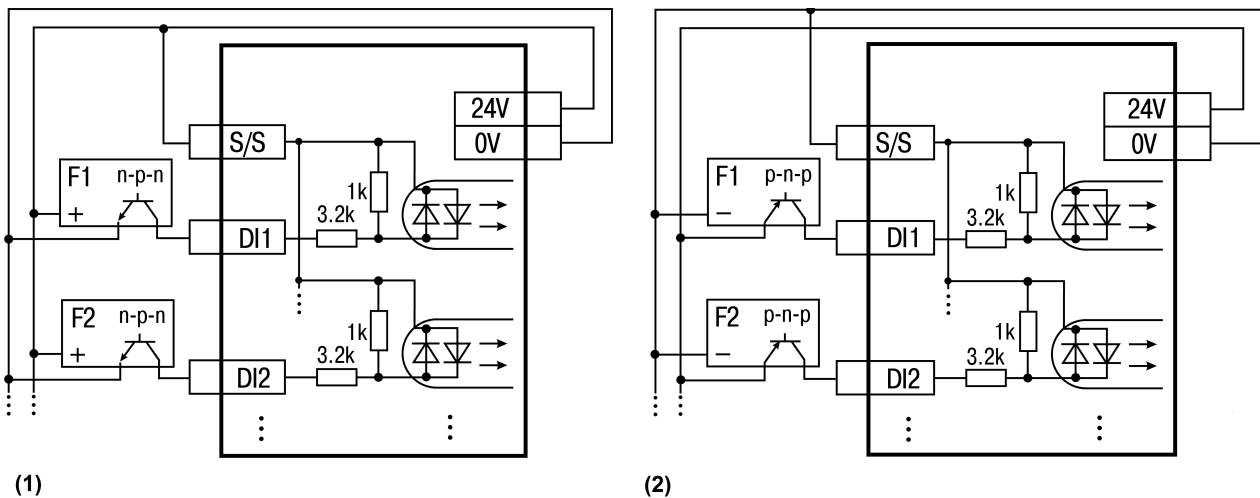 24V
0V
S/S
F1 n-p-n
+
1k
3.2k
DI1
F2 n-p-n
+
1k
3.2k
DI2
(1)
24V
0V
S/S
F1 p-n-p
−
1k
3.2k
DI1
F2 p-n-p
−
1k
3.2k
DI2
(2)